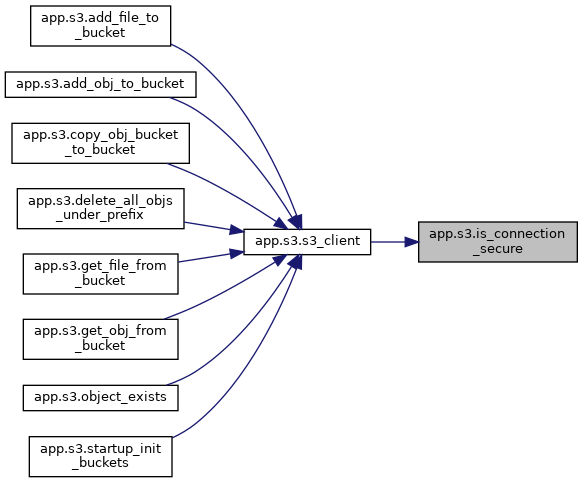 app.s3.add_file_to
_bucket
app.s3.add_obj_to_bucket
app.s3.copy_obj_bucket
_to_bucket
app.s3.delete_all_objs
_under_prefix
app.s3.get_file_from
_bucket
app.s3.get_obj_from
_bucket
app.s3.object_exists
app.s3.startup_init
_buckets
app.s3.s3_client
app.s3.is_connection
_secure